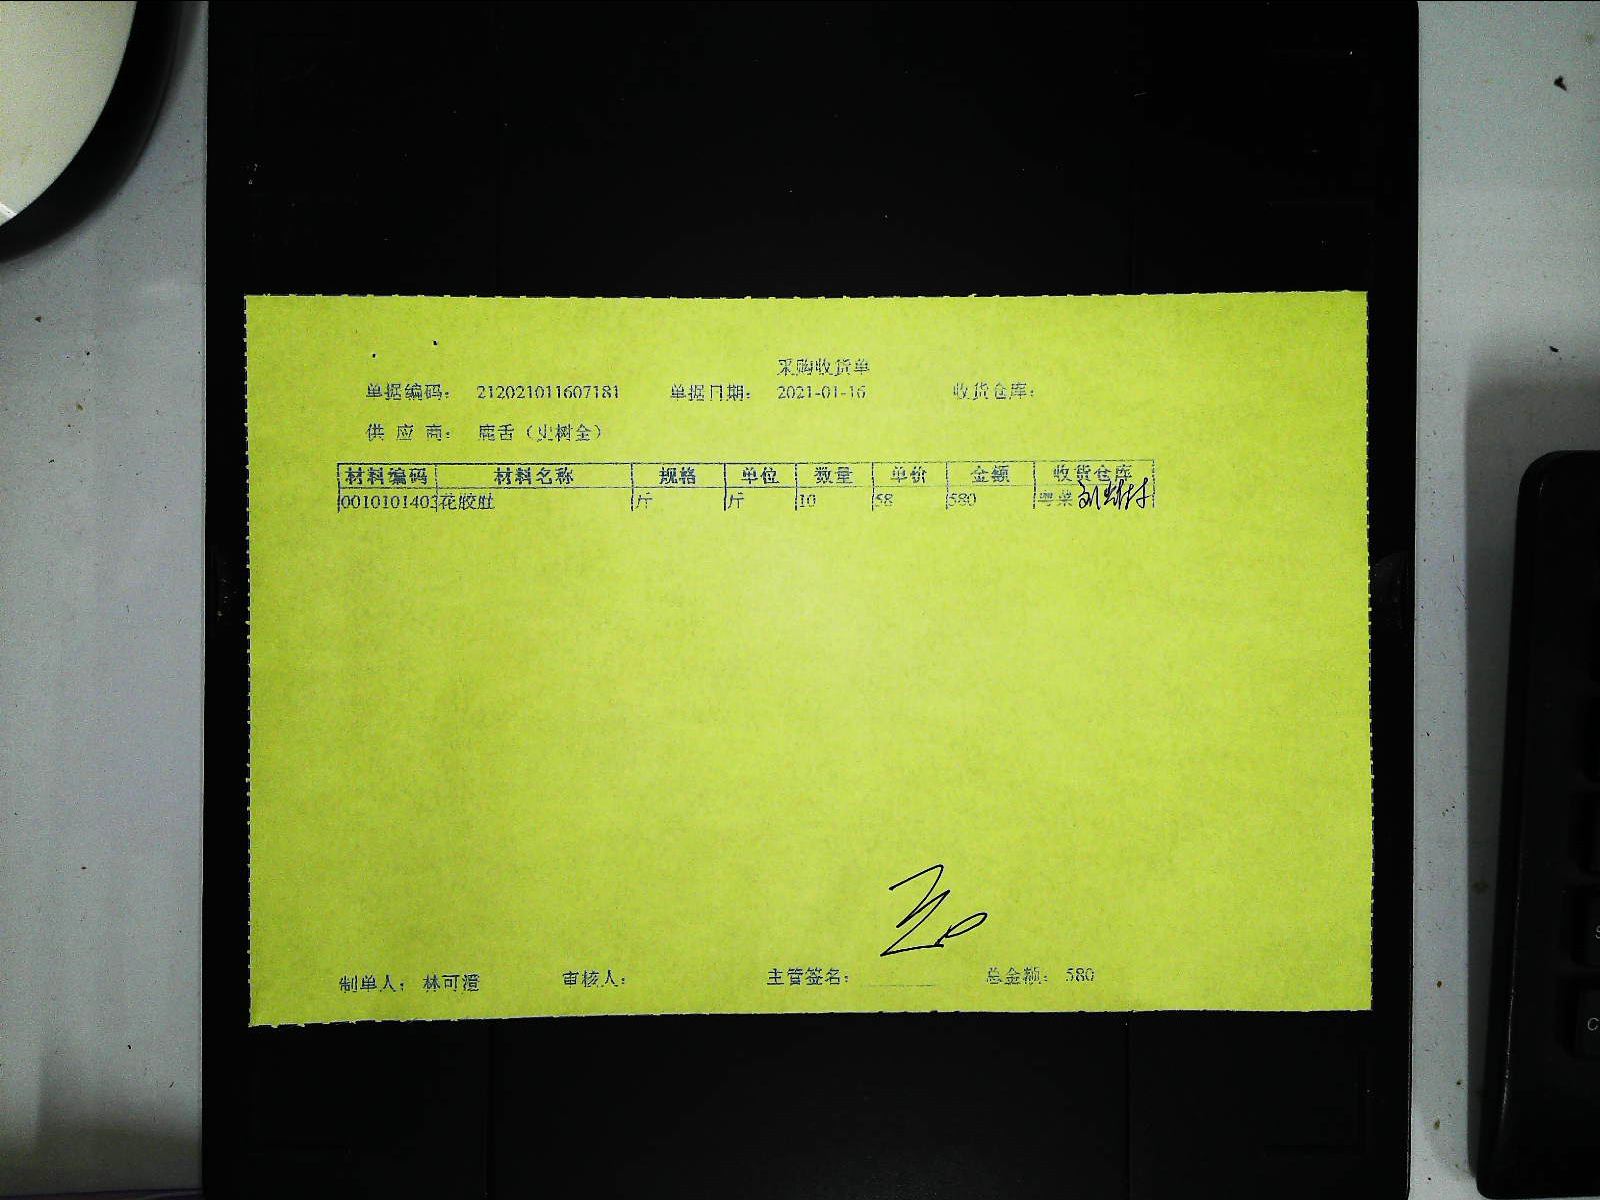 采购收货单
单据编码： 212021011607181 单据日期： 2021-01-16 收货仓库：
供 应 商： 鹿舌（史树全）
材料编码 材料名称 规格 单位 数量 单价 金额 收货仓库
0010101403 花胶肚 斤 斤 10 58 580 粤菜
制单人： 林可澄 审核人： 主管签名： 总金额： 580